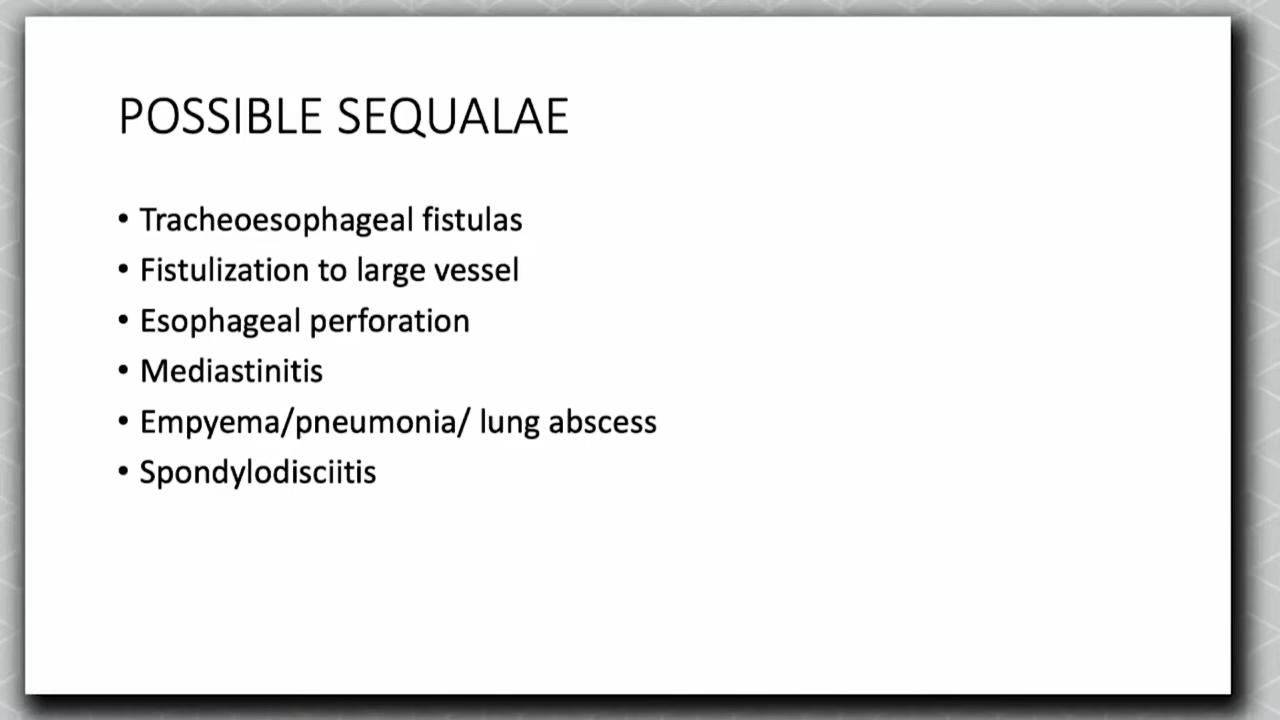 POSSIBLE SEQUALAE
• Tracheoesophageal fistulas
• Fistulization to large vessel
• Esophageal perforation
• Mediastinitis
• Empyema/pneumonia/ lung abscess
• Spondylodisciitis